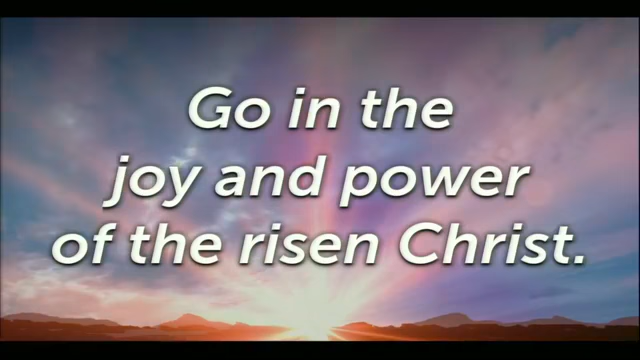 Go in the
joy and power
of the risen Christ.